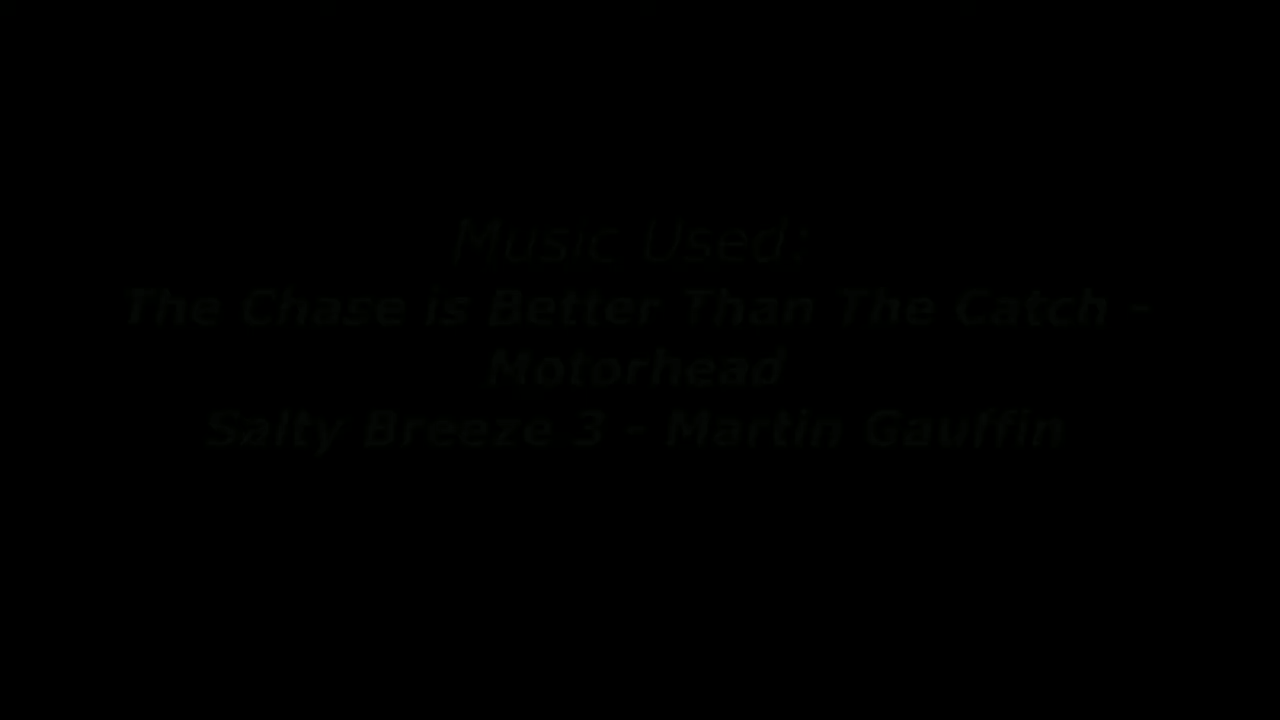 Music Used:
The Chase is Better Than The Catch -
Motorhead
Salty Breeze 3 - Martin Gauffin